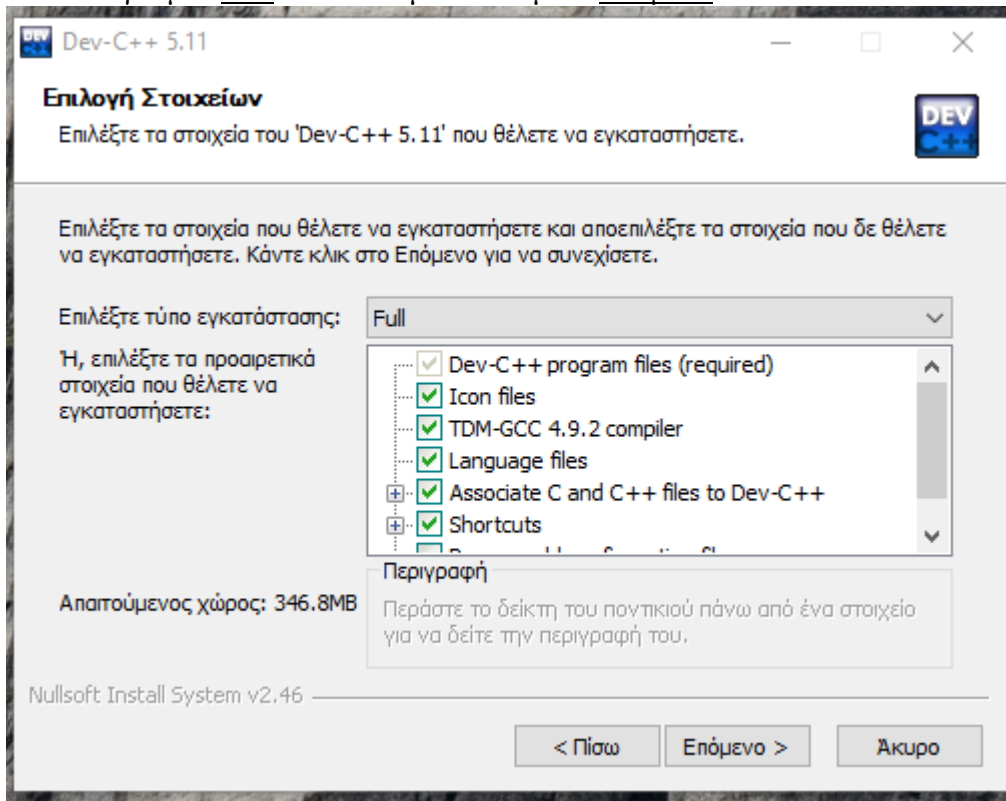 Dev-C++ 5.11
Επιλογή Στοιχείων
Επιλέξτε τα στοιχεία του 'Dev-C++ 5.11' που θέλετε να εγκαταστήσετε.
DEV
C++
Επιλέξτε τα στοιχεία που θέλετε να εγκαταστήσετε και αποεπιλέξτε τα στοιχεία που δε θέλετε
να εγκαταστήσετε. Κάντε κλικ στο Επόμενο για να συνεχίσετε.
Επιλέξτε τύπο εγκατάστασης:
Full
Ή, επιλέξτε τα προαιρετικά
στοιχεία που θέλετε να
εγκαταστήσετε:
Dev-C++ program files (required)
Icon files
TDM-GCC 4.9.2 compiler
Language files
Associate C and C++ files to Dev-C++
Shortcuts
Απαιτούμενος χώρος: 346.8MB
Περιγραφή
Περάστε το δείκτη του ποντικιού πάνω από ένα στοιχείο
για να δείτε την περιγραφή του.
Nullsoft Install System v2.46
< Πίσω
Επόμενο >
Άκυρο